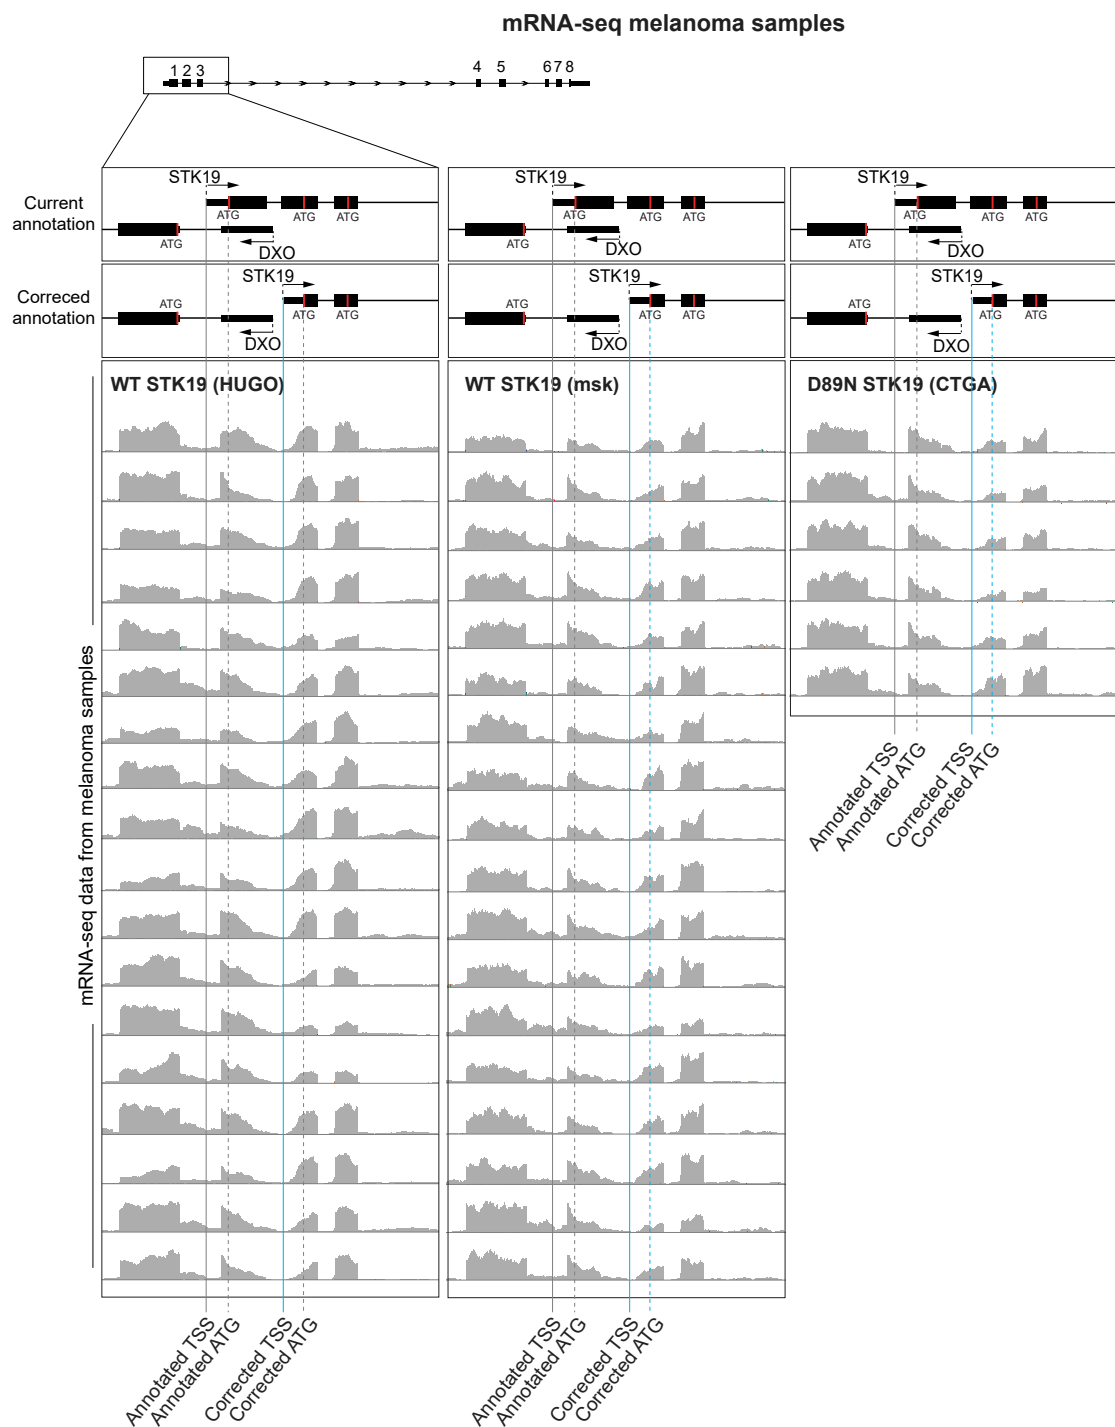 mRNA-seq melanoma samples
1 2 3 4 5 6 7 8
Current
annotation
STK19
ATG
ATG
ATG
ATG
DXO
STK19
ATG
ATG
ATG
ATG
DXO
STK19
ATG
ATG
ATG
ATG
DXO
Correced
annotation
STK19
ATG
ATG
ATG
DXO
STK19
ATG
ATG
ATG
DXO
STK19
ATG
ATG
ATG
DXO
WT STK19 (HUGO)
WT STK19 (msk)
D89N STK19 (CTGA)
mRNA-seq data from melanoma samples
Annotated TSS
Annotated ATG
Corrected TSS
Corrected ATG
Annotated TSS
Annotated ATG
Corrected TSS
Corrected ATG
Annotated TSS
Annotated ATG
Corrected TSS
Corrected ATG